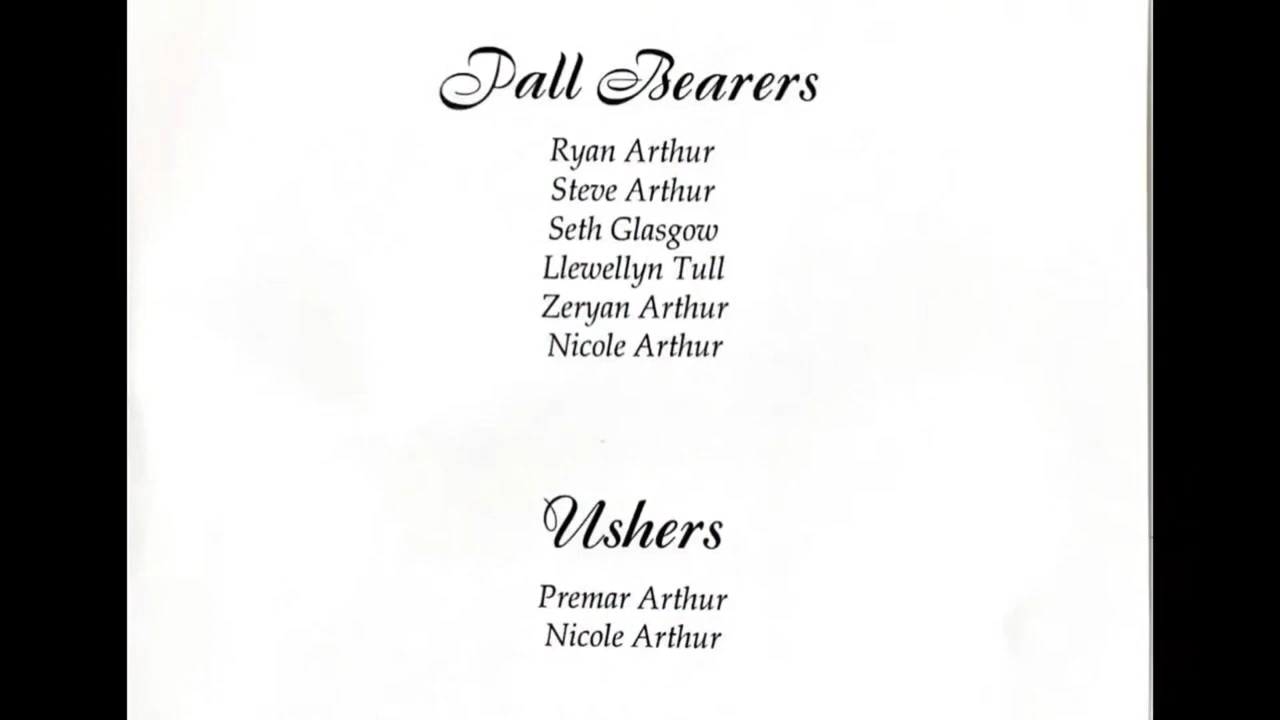 Pall Bearers
Ryan Arthur
Steve Arthur
Seth Glasgow
Llewellyn Tull
Zeryan Arthur
Nicole Arthur
Ushers
Premar Arthur
Nicole Arthur